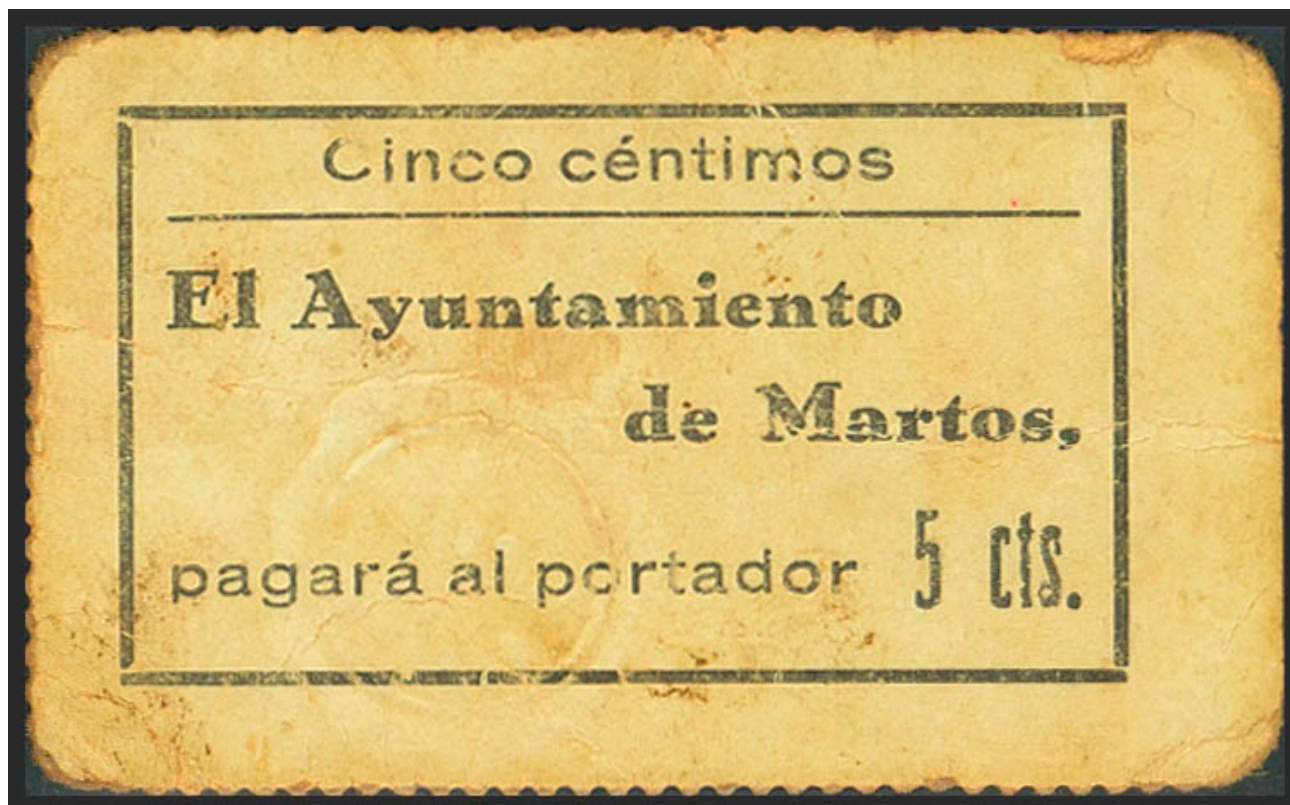 Cinco céntimos
El Ayuntamiento
de Martos,
pagará al portador 5 cts.